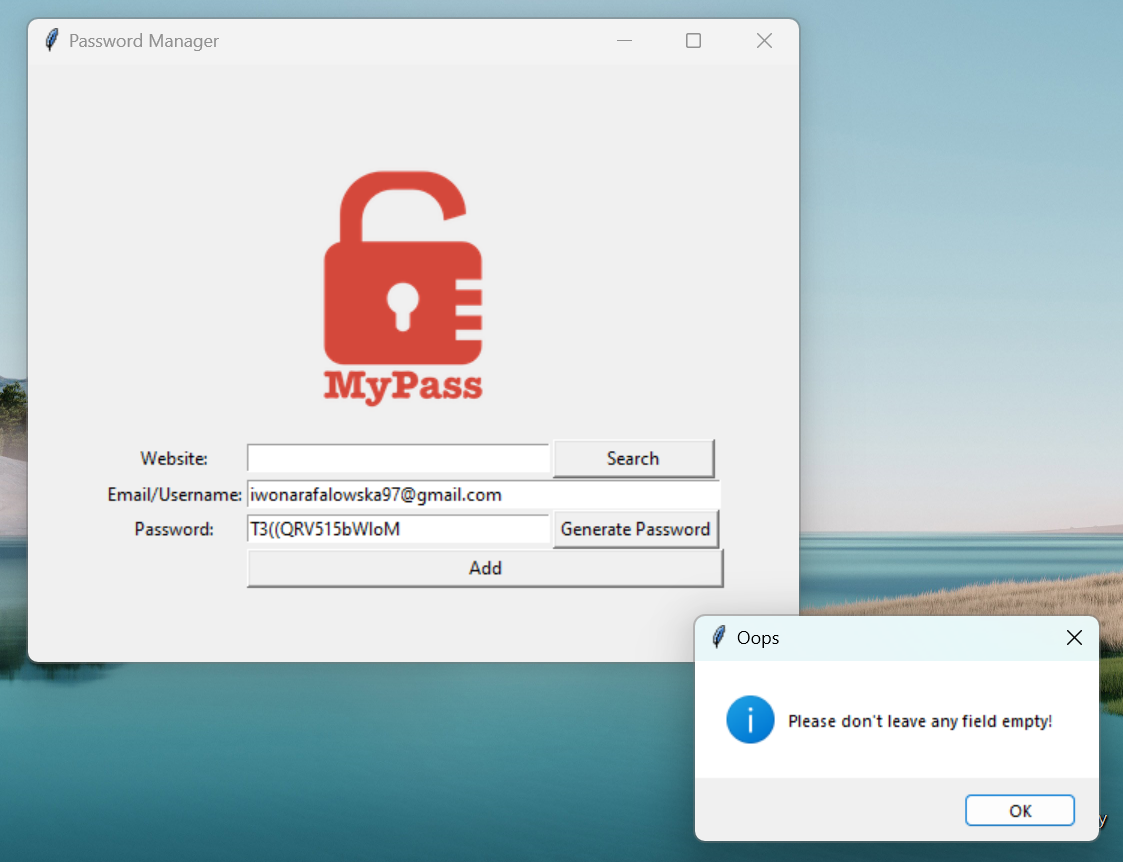 Password Manager
MyPass
Website:
Search
Email/Username: iwonarafalowska97@gmail.com
Password: T3((QRV515bWIoM Generate Password
Add
Oops
Please don't leave any field empty!
OK
y